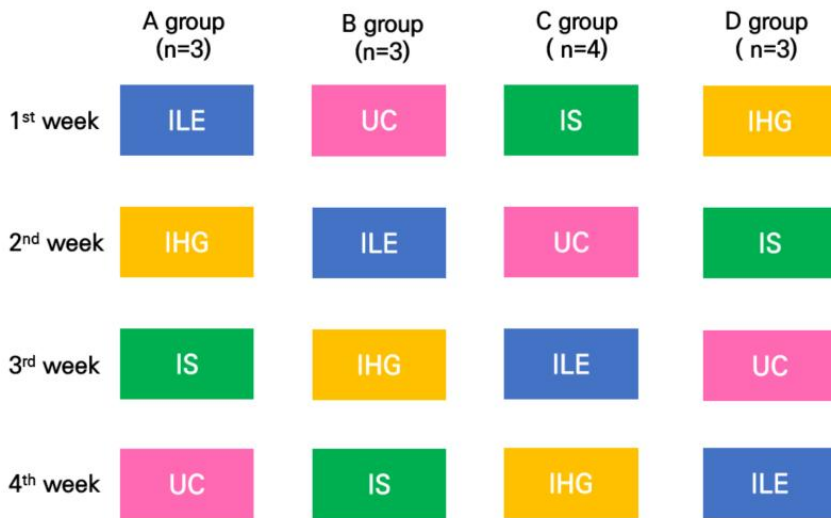 A group B group C group D group
(n=3) (n=3) ( n=4) ( n=3)
1st week ILE UC IS IHG
2nd week IHG ILE UC IS
3rd week IS IHG ILE UC
4th week UC IS IHG ILE